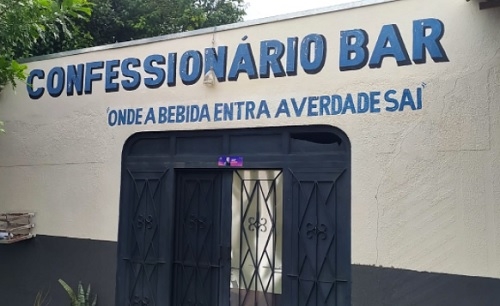 CONFESSIONÁRIO BAR
'ONDE A BEBIDA ENTRA A VERDADE SAI'